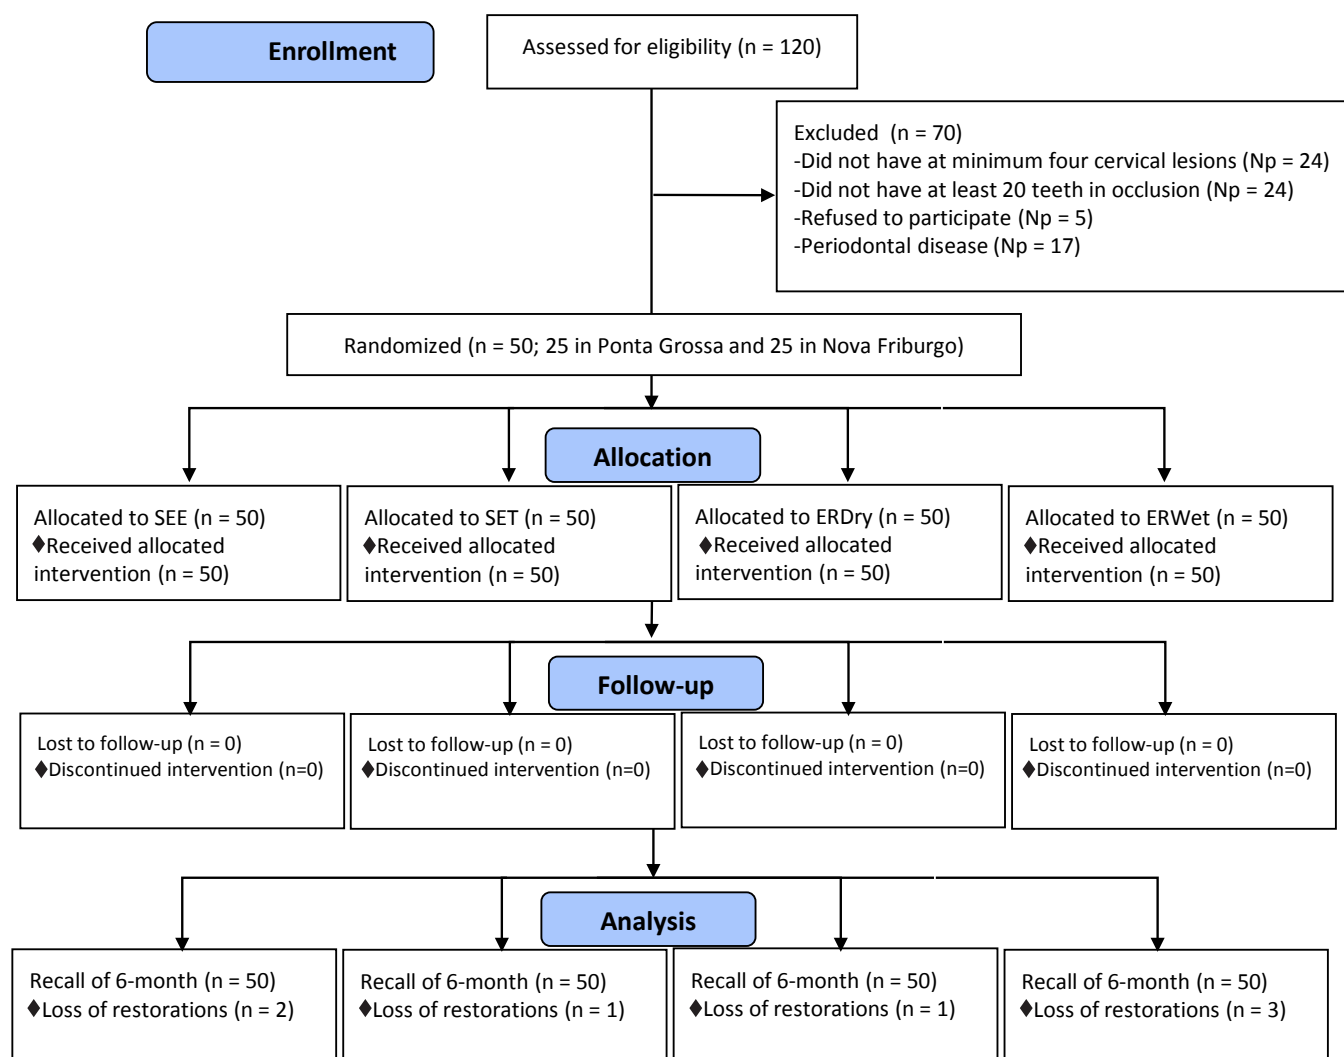 Enrollment
Assessed for eligibility (n = 120)
Excluded  (n = 70)
-Did not have at minimum four cervical lesions (Np = 24)
-Did not have at least 20 teeth in occlusion (Np = 24)
-Refused to participate (Np = 5)
-Periodontal disease (Np = 17)
Randomized (n = 50; 25 in Ponta Grossa and 25 in Nova Friburgo)
Allocation
Allocated to SEE (n = 50)
♦Received allocated
intervention (n = 50)
Allocated to SET (n = 50)
♦Received allocated
intervention (n = 50)
Allocated to ERDry (n = 50)
♦Received allocated
intervention (n = 50)
Allocated to ERWet (n = 50)
♦Received allocated
intervention (n = 50)
Follow-up
Lost to follow-up (n = 0)
♦Discontinued intervention (n=0)
Lost to follow-up (n = 0)
♦Discontinued intervention (n=0)
Lost to follow-up (n = 0)
♦Discontinued intervention (n=0)
Lost to follow-up (n = 0)
♦Discontinued intervention (n=0)
Analysis
Recall of 6-month (n = 50)
♦Loss of restorations (n = 2)
Recall of 6-month (n = 50)
♦Loss of restorations (n = 1)
Recall of 6-month (n = 50)
♦Loss of restorations (n = 1)
Recall of 6-month (n = 50)
♦Loss of restorations (n = 3)